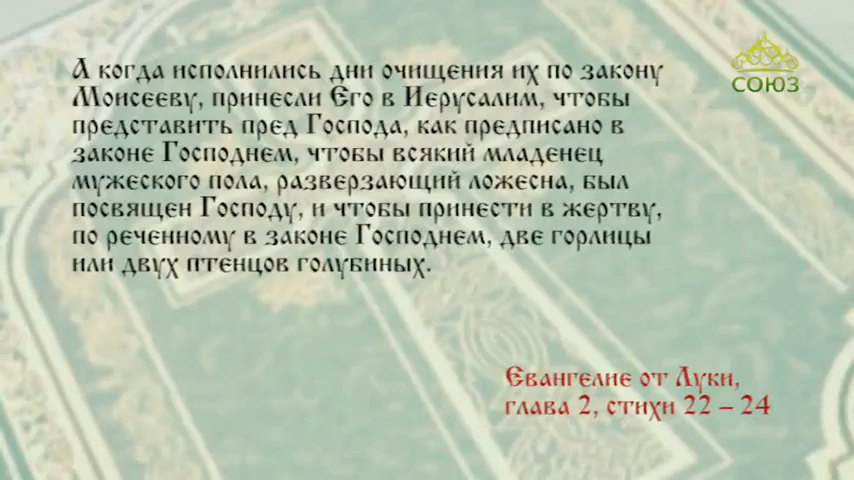 А когда исполнились дни очищения их по закону
Моисееву, принесли Его в Иерусалим, чтобы
представить пред Господа, как предписано в
законе Господнем, чтобы всякий младенец
мужеского пола, разверзающий ложесна, был
посвящен Господу, и чтобы принести в жертву,
по реченному в законе Господнем, две горлицы
или двух птенцов голубиных.
СОЮЗ
Евангелие от Луки,
глава 2, стихи 22 – 24